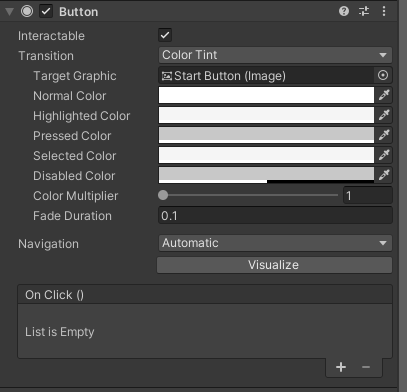 Button
Interactable
Transition Color Tint
Target Graphic Start Button (Image)
Normal Color
Highlighted Color
Pressed Color
Selected Color
Disabled Color
Color Multiplier 1
Fade Duration 0.1
Navigation Automatic
Visualize
On Click ()
List is Empty